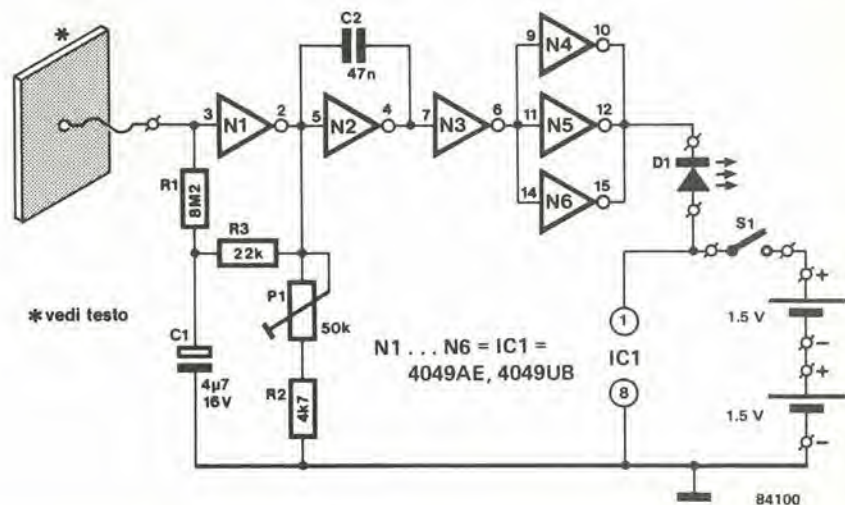 *
C2
47n
9
N4
10
3
N1
2
5
N2
4
7
N3
6
11
N5
12
14
N6
15
R1
8M2
R3
22k
D1
S1
P1
50k
* vedi testo
C1
4µ7
16V
R2
4k7
N1 ... N6 = IC1 =
4049AE, 4049UB
1
IC1
8
+
1.5 V
–
+
1.5 V
–
84100